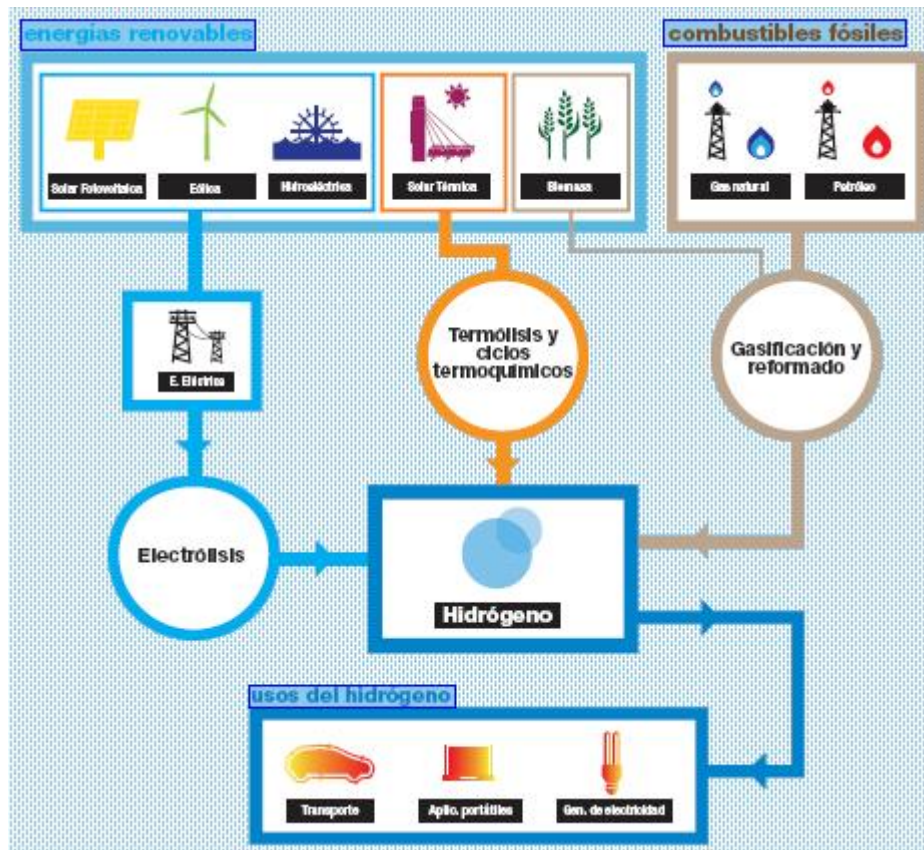 energías renovables
combustibles fósiles
Solar Fotovoltaica
Eólica
Hidroeléctrica
Solar Térmica
Biomasa
Gas natural
Petróleo
E. Eléctrica
Termólisis y
ciclos
termoquímicos
Gasificación y
reformado
Electrólisis
Hidrógeno
usos del hidrógeno
Transporte
Aplic. portátiles
Gen. de electricidad